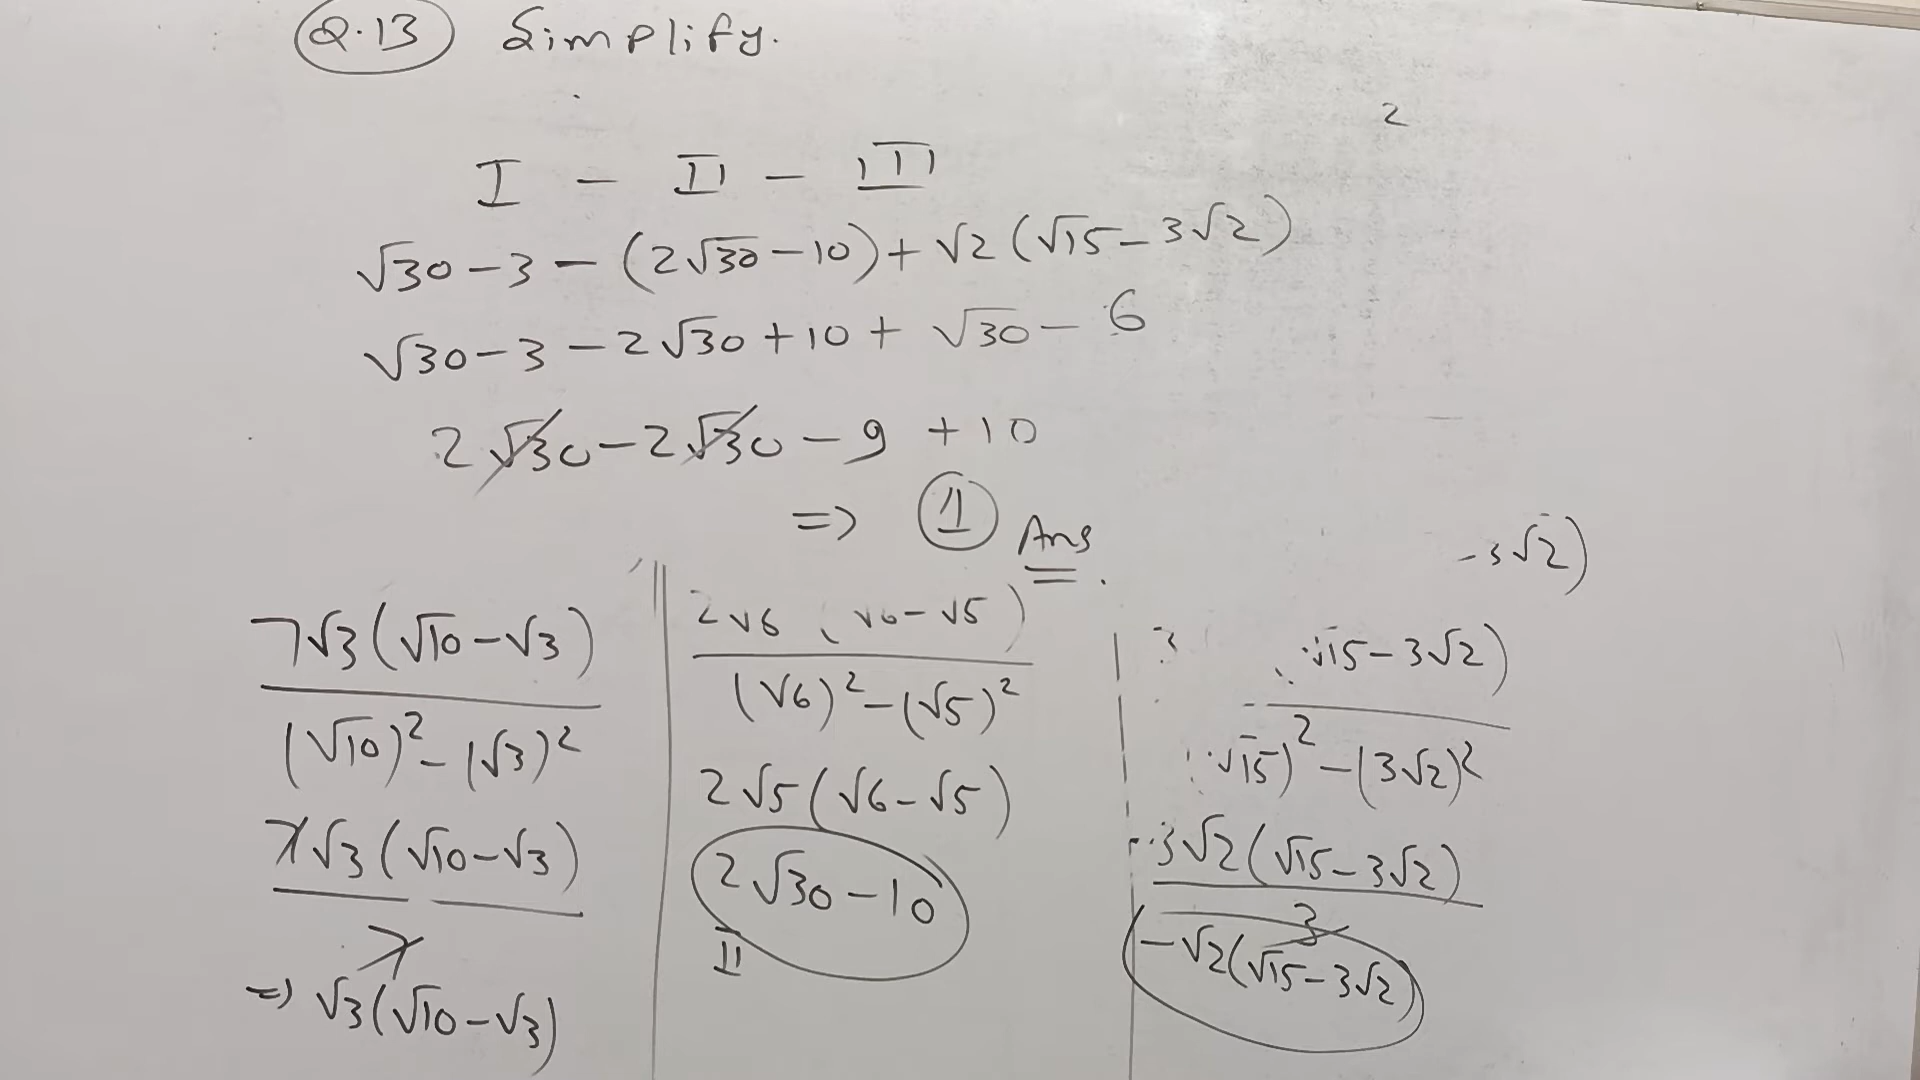 Q.13 Simplify.
2
I - II - III
√30 - 3 - (2√30 - 10) + √2 (√15 - 3√2)
√30 - 3 - 2√30 + 10 + √30 - 6
2√30 - 2√30 - 9 + 10
=> 1 Ans.
7√3 (√10 - √3)
(√10)² - (√3)²
7√3 (√10 - √3)
7
=> √3 (√10 - √3)
2√6 (√6 - √5)
(√6)² - (√5)²
2√5 (√6 - √5)
2√30 - 10
II
- 3√2)
√15 - 3√2)
√15)² - (3√2)²
3√2 (√15 - 3√2)
3
-√2 (√15 - 3√2)